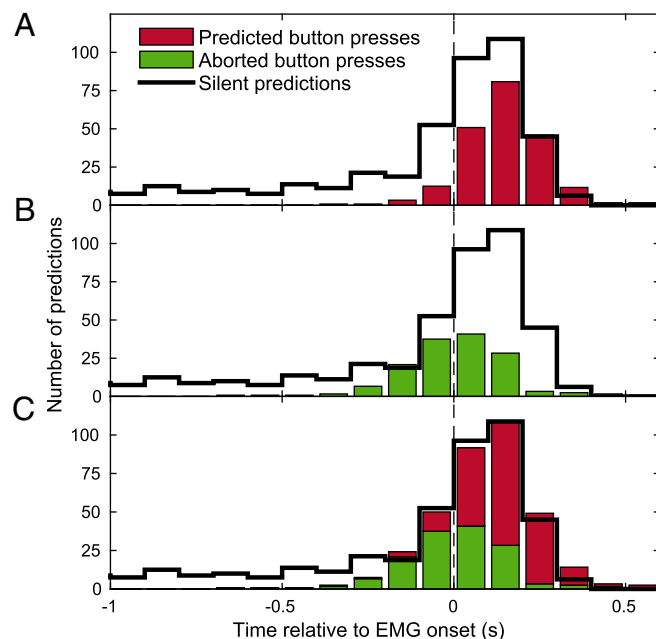 A
Predicted button presses
Aborted button presses
Silent predictions
100
75
50
25
0
B
100
75
50
25
0
Number of predictions
C
100
75
50
25
0
-1
-0.5
0
0.5
Time relative to EMG onset (s)